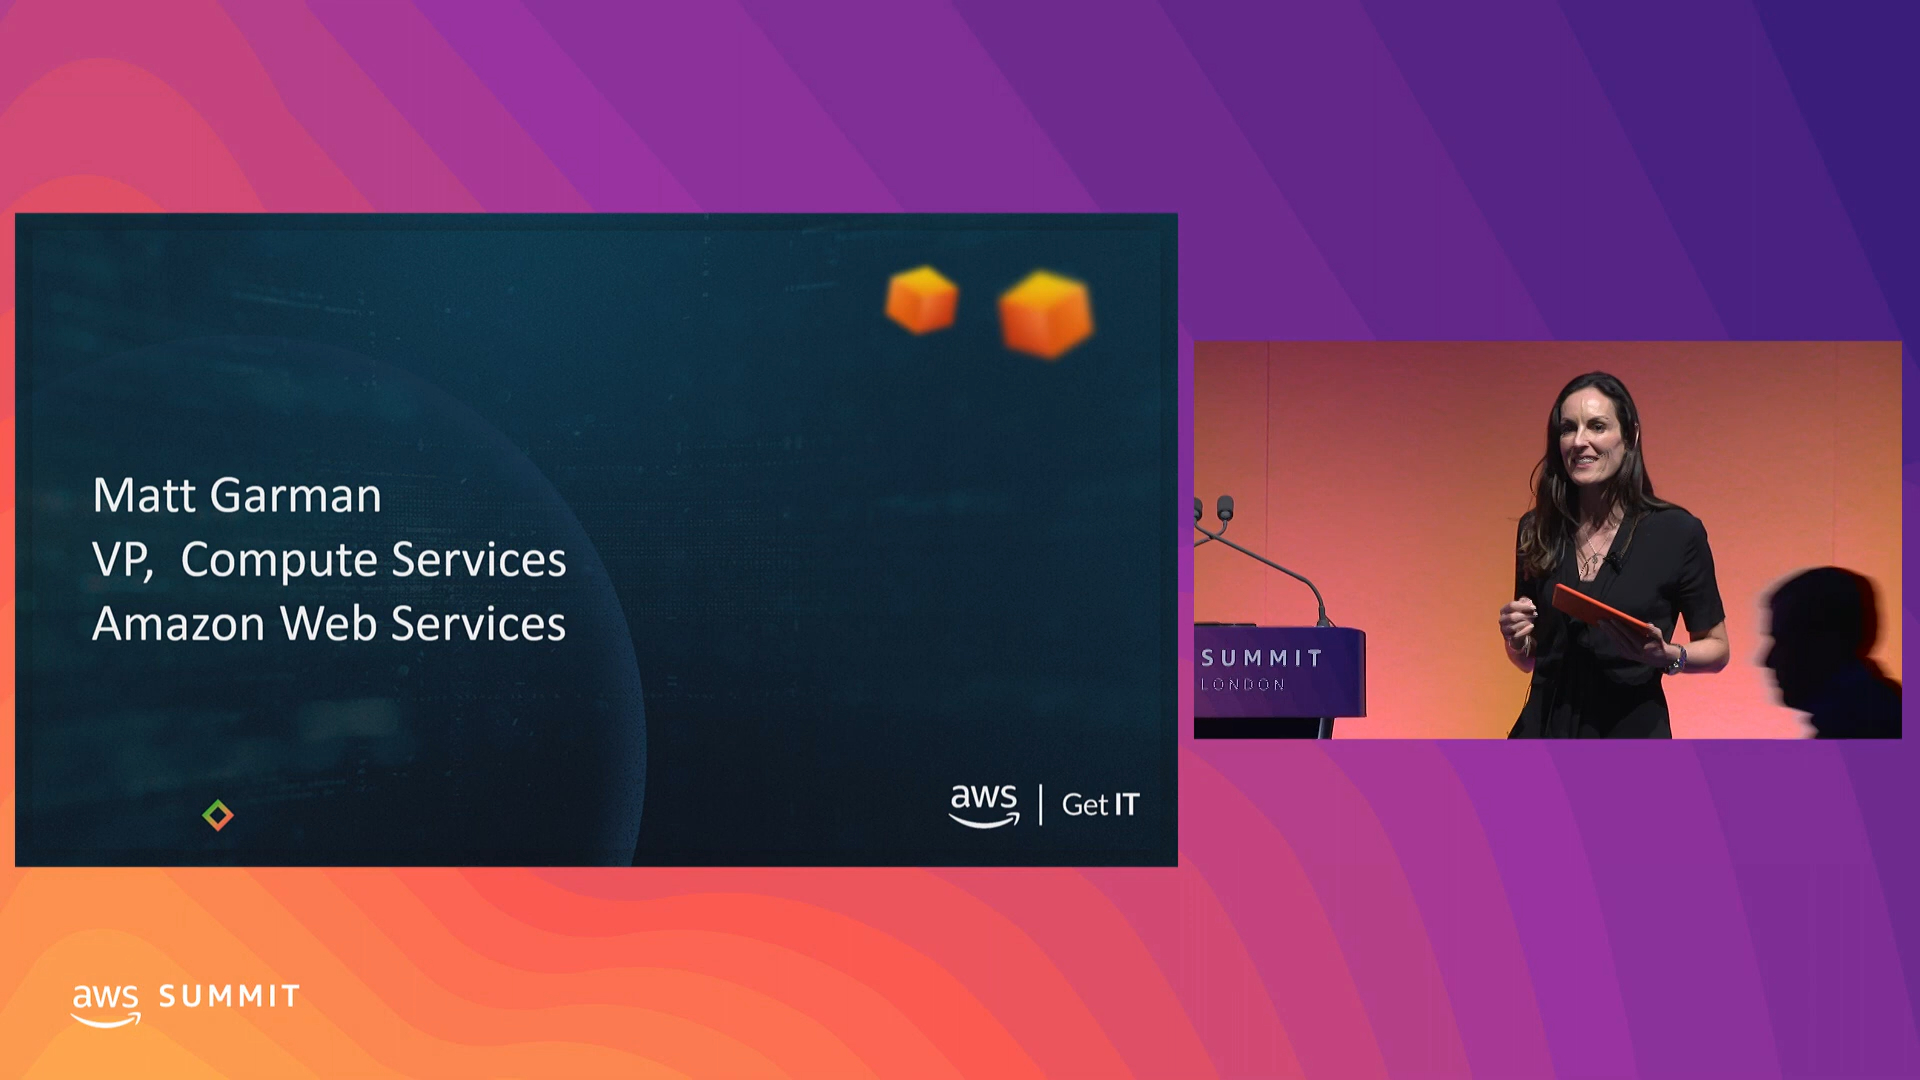 Matt Garman
VP, Compute Services
Amazon Web Services
aws | Get IT
SUMMIT
LONDON
aws SUMMIT